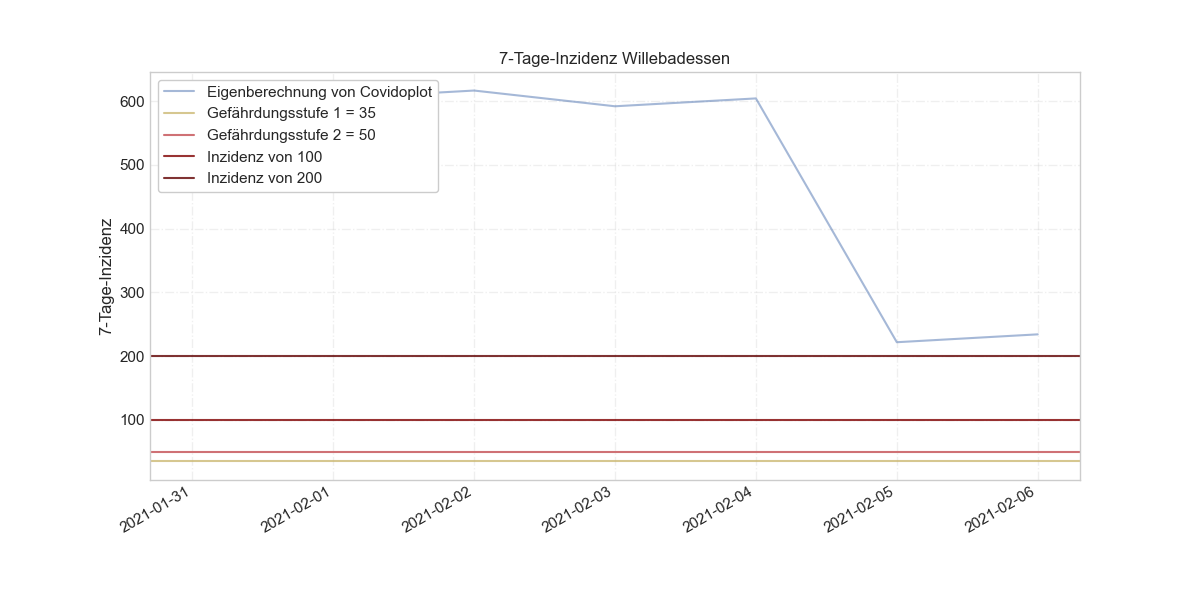 7-Tage-Inzidenz Willebadessen
Eigenberechnung von Covidoplot
Gefährdungsstufe 1 = 35
Gefährdungsstufe 2 = 50
Inzidenz von 100
Inzidenz von 200
7-Tage-Inzidenz
600
500
400
300
200
100
2021-01-31
2021-02-01
2021-02-02
2021-02-03
2021-02-04
2021-02-05
2021-02-06